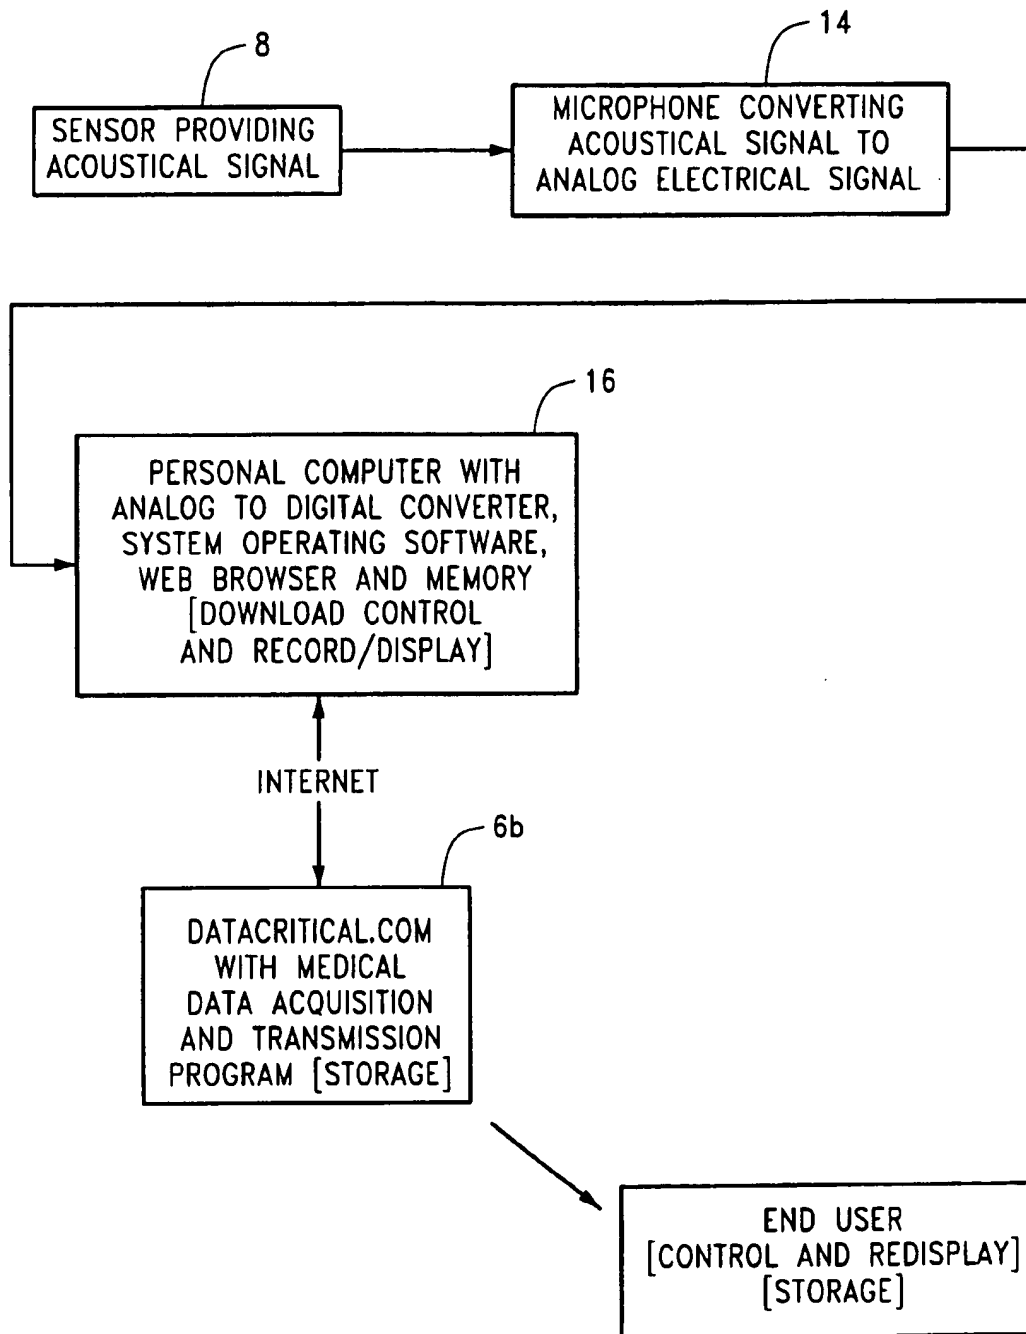 8
SENSOR PROVIDING
ACOUSTICAL SIGNAL
14
MICROPHONE CONVERTING
ACOUSTICAL SIGNAL TO
ANALOG ELECTRICAL SIGNAL
16
PERSONAL COMPUTER WITH
ANALOG TO DIGITAL CONVERTER,
SYSTEM OPERATING SOFTWARE,
WEB BROWSER AND MEMORY
[DOWNLOAD CONTROL
AND RECORD/DISPLAY]
INTERNET
6b
DATACRITICAL.COM
WITH MEDICAL
DATA ACQUISITION
AND TRANSMISSION
PROGRAM [STORAGE]
END USER
[CONTROL AND REDISPLAY]
[STORAGE]